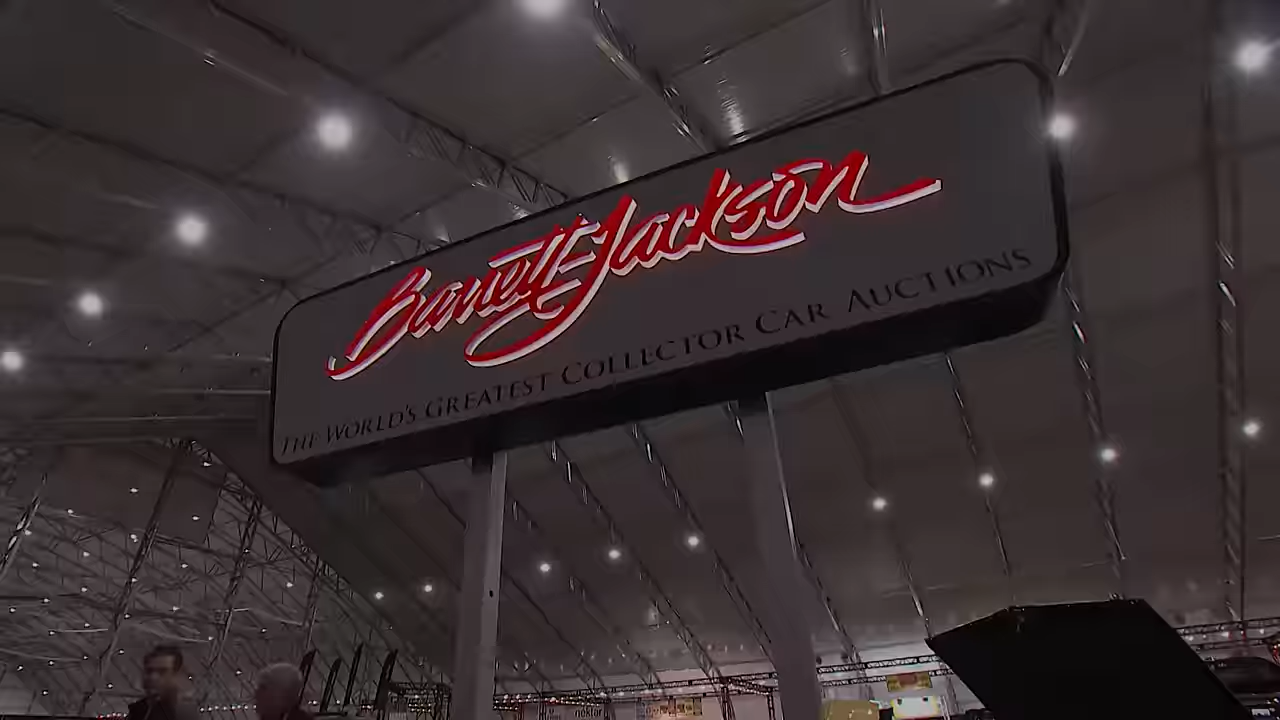 Barrett-Jackson
THE WORLD'S GREATEST COLLECTOR CAR AUCTIONS